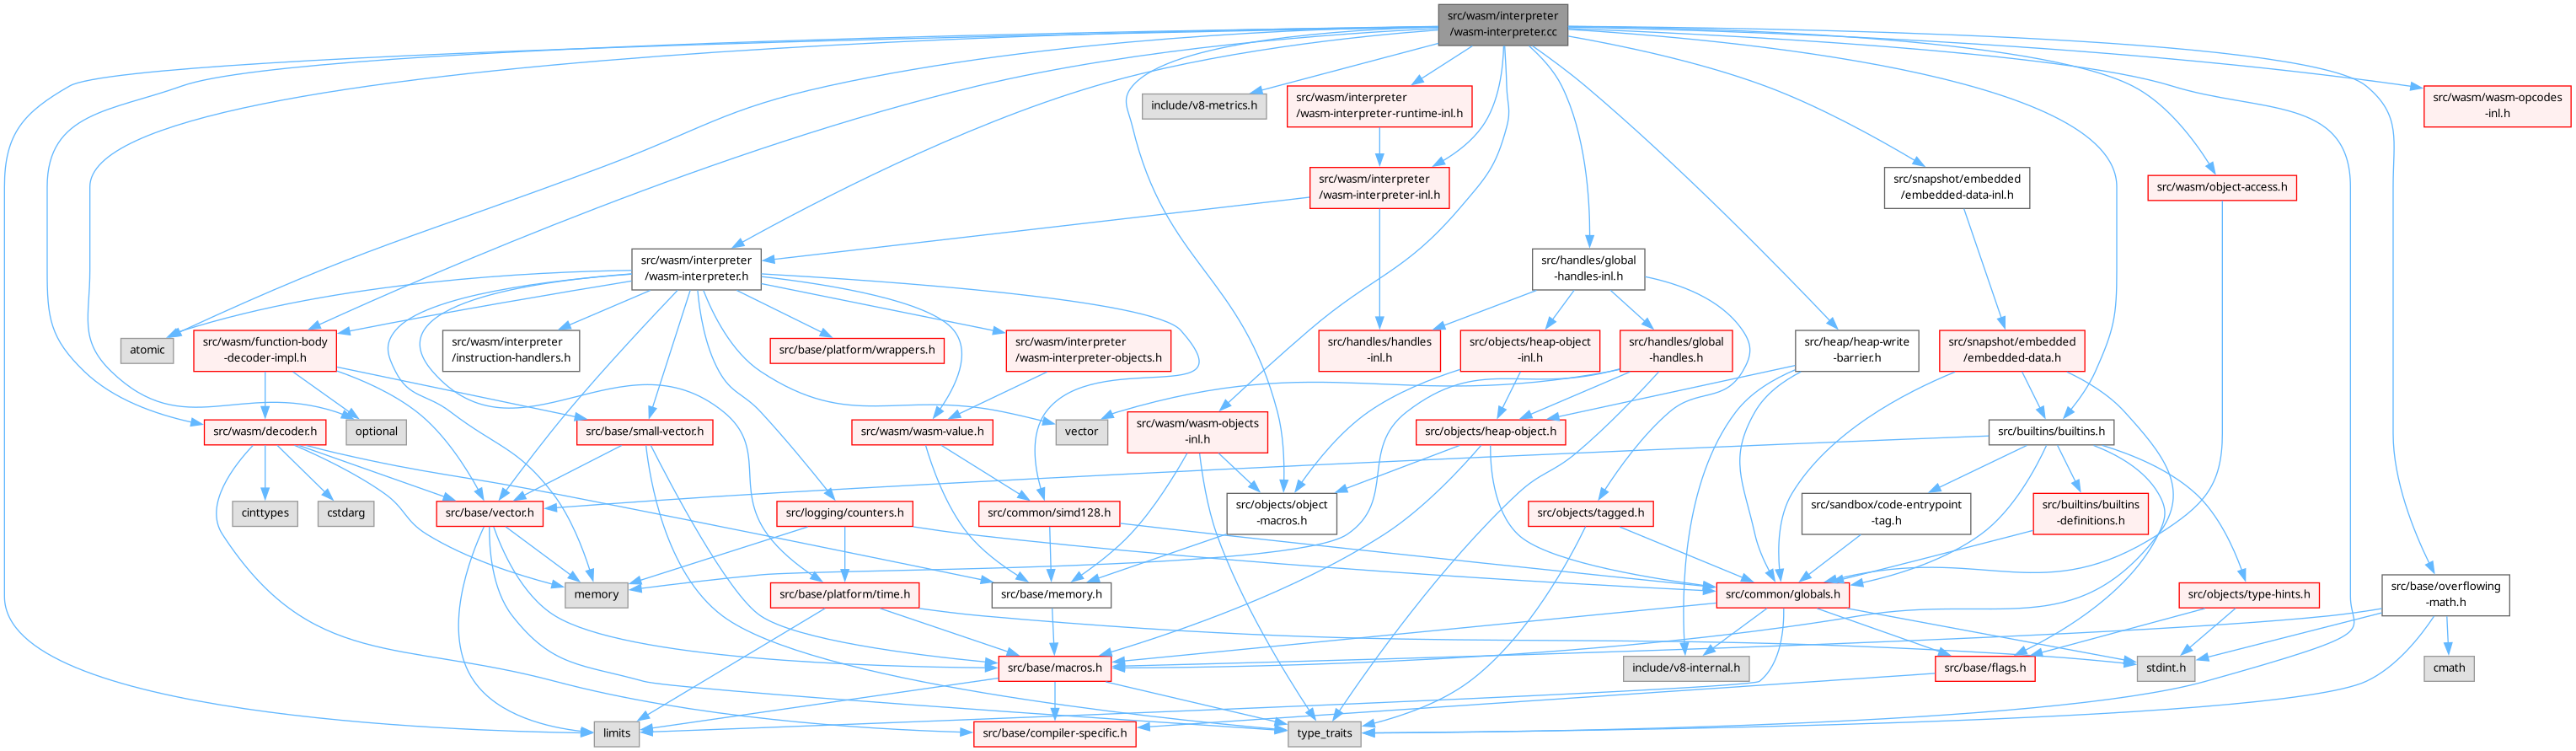 src/wasm/interpreter
/wasm-interpreter.cc
include/v8-metrics.h
src/wasm/interpreter
/wasm-interpreter-runtime-inl.h
src/wasm/wasm-opcodes
-inl.h
src/wasm/interpreter
/wasm-interpreter-inl.h
src/snapshot/embedded
/embedded-data-inl.h
src/wasm/object-access.h
src/wasm/interpreter
/wasm-interpreter.h
src/handles/global
-handles-inl.h
atomic
src/wasm/function-body
-decoder-impl.h
src/wasm/interpreter
/instruction-handlers.h
src/base/platform/wrappers.h
src/wasm/interpreter
/wasm-interpreter-objects.h
src/handles/handles
-inl.h
src/objects/heap-object
-inl.h
src/handles/global
-handles.h
src/heap/heap-write
-barrier.h
src/snapshot/embedded
/embedded-data.h
src/wasm/decoder.h
optional
src/base/small-vector.h
src/wasm/wasm-value.h
vector
src/wasm/wasm-objects
-inl.h
src/objects/heap-object.h
src/builtins/builtins.h
cinttypes
cstdarg
src/base/vector.h
src/logging/counters.h
src/common/simd128.h
src/objects/object
-macros.h
src/objects/tagged.h
src/sandbox/code-entrypoint
-tag.h
src/builtins/builtins
-definitions.h
memory
src/base/platform/time.h
src/base/memory.h
src/common/globals.h
src/objects/type-hints.h
src/base/overflowing
-math.h
src/base/macros.h
include/v8-internal.h
src/base/flags.h
stdint.h
cmath
limits
src/base/compiler-specific.h
type_traits